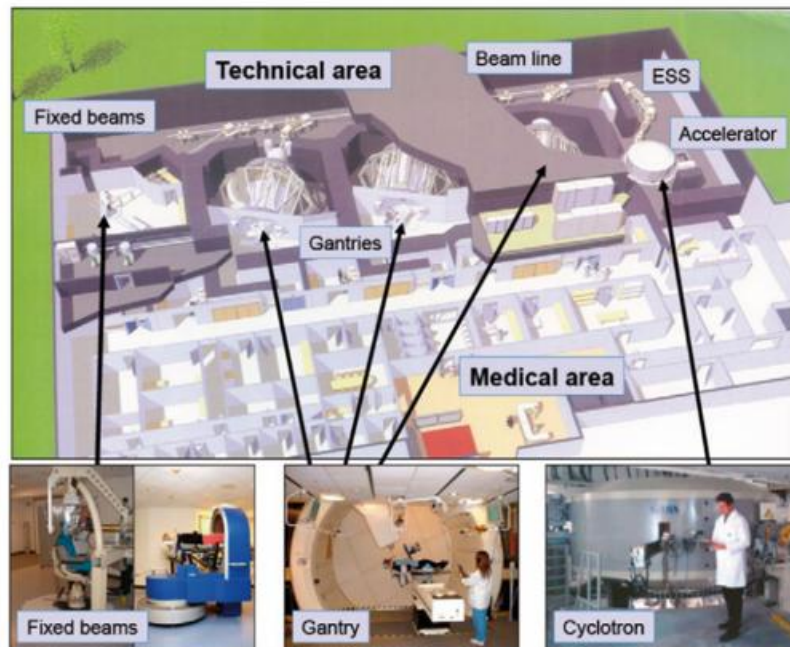 Technical area
Beam line
ESS
Fixed beams
Accelerator
Gantries
Medical area
Fixed beams
Gantry
Cyclotron